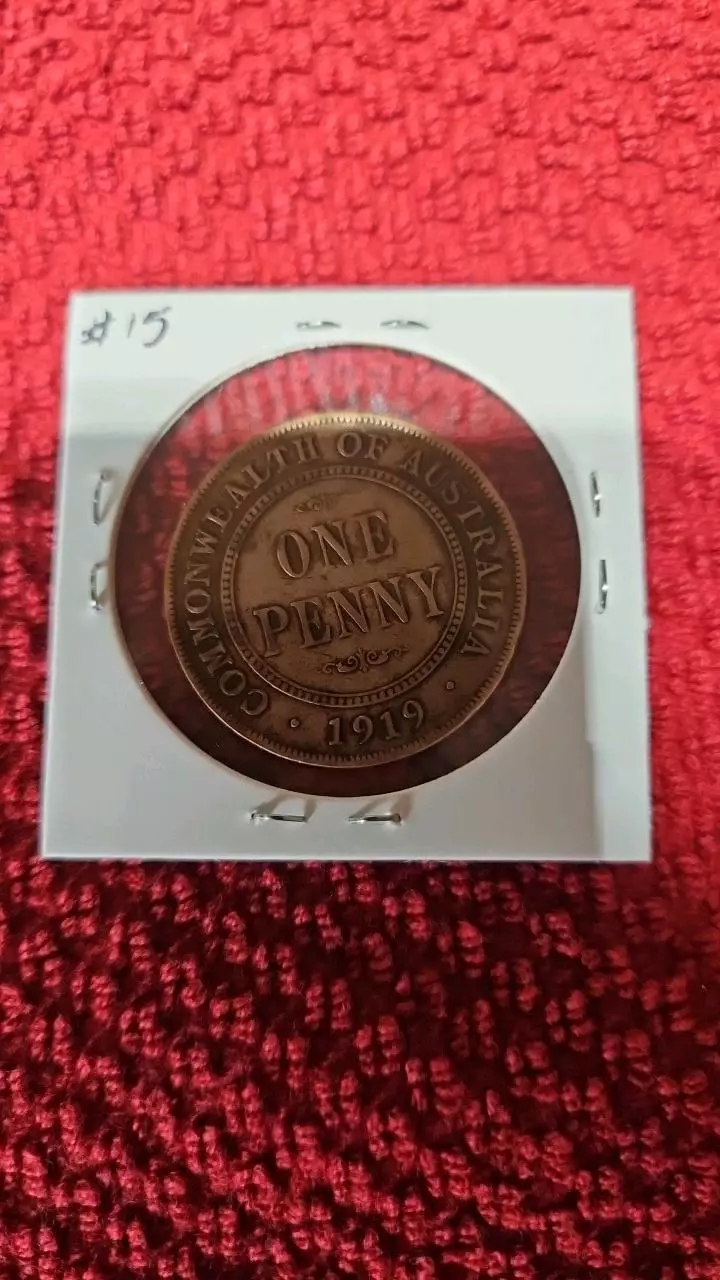 $15
COMMONWEALTH OF AUSTRALIA
ONE
PENNY
• 1919 •